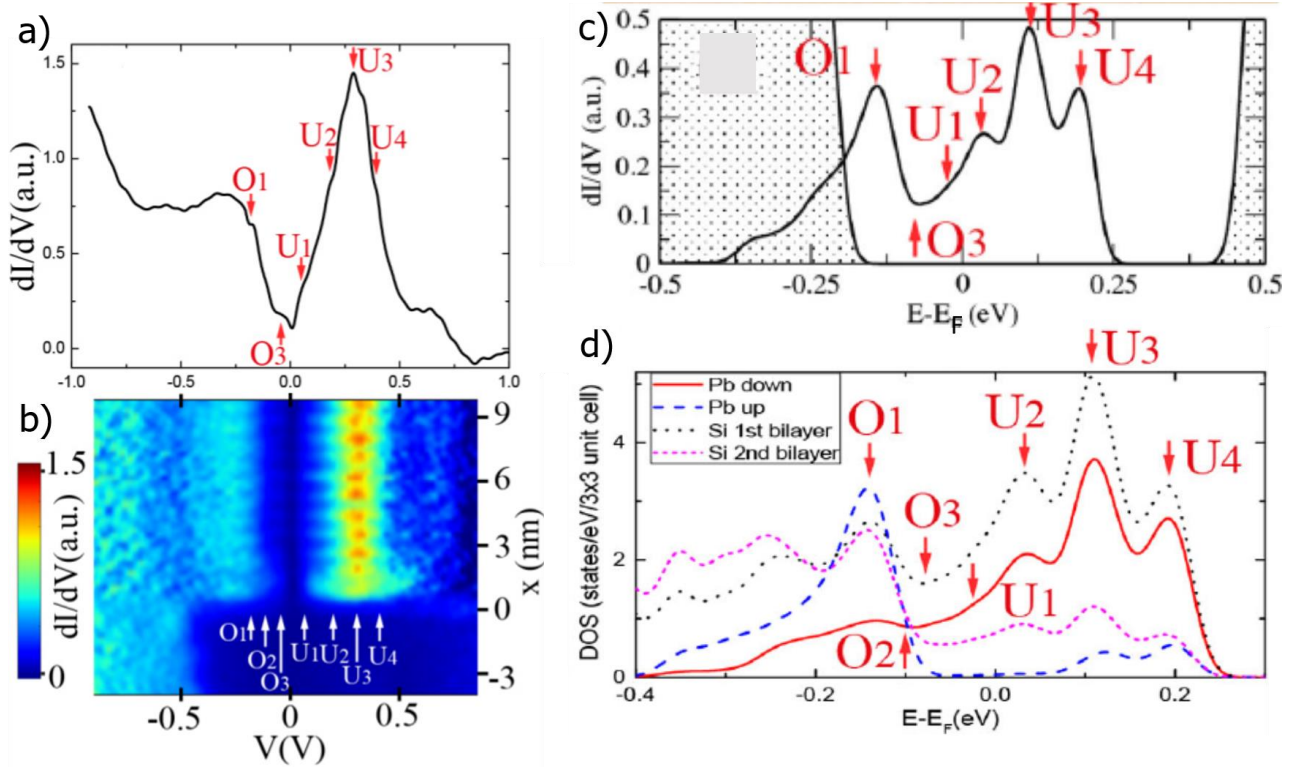 a)
1.5
1.0
0.5
0.0
dI/dV(a.u.)
O1
O3
U1
U2
U3
U4
-1.0
-0.5
0.0
0.5
1.0
b)
1.5
0
dI/dV(a.u.)
O1
O2
O3
U1
U2
U3
U4
9
6
3
0
-3
x (nm)
-0.5
0
0.5
V(V)
c)
0.5
0.4
0.3
0.2
0.1
0
dI/dV (a.u.)
O1
O3
U1
U2
U3
U4
-0.5
-0.25
0
0.25
0.5
E-EF (eV)
d)
Pb down
Pb up
Si 1st bilayer
Si 2nd bilayer
4
2
0
DOS (states/eV/3x3 unit cell)
O1
O2
O3
U1
U2
U3
U4
-0.4
-0.2
0.0
0.2
E-EF(eV)